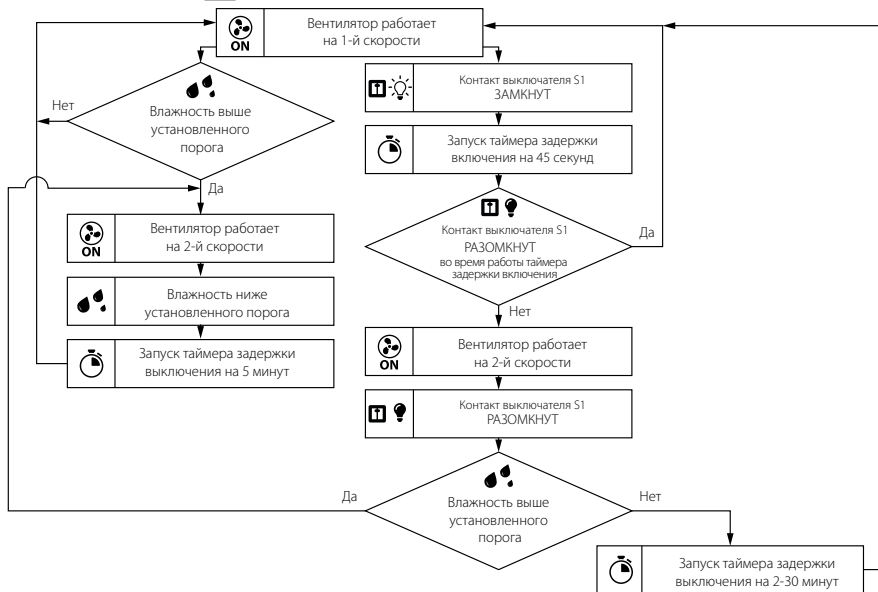 ON
Вентилятор работает
на 1-й скорости
Нет
Влажность выше
установленного
порога
Да
ON
Вентилятор работает
на 2-й скорости
Влажность ниже
установленного порога
Запуск таймера задержки
выключения на 5 минут
Контакт выключателя S1
ЗАМКНУТ
Запуск таймера задержки
включения на 45 секунд
Контакт выключателя S1
РАЗОМКНУТ
во время работы таймера
задержки включения
Да
Нет
ON
Вентилятор работает
на 2-й скорости
Контакт выключателя S1
РАЗОМКНУТ
Да
Влажность выше
установленного
порога
Нет
Запуск таймера задержки
выключения на 2-30 минут